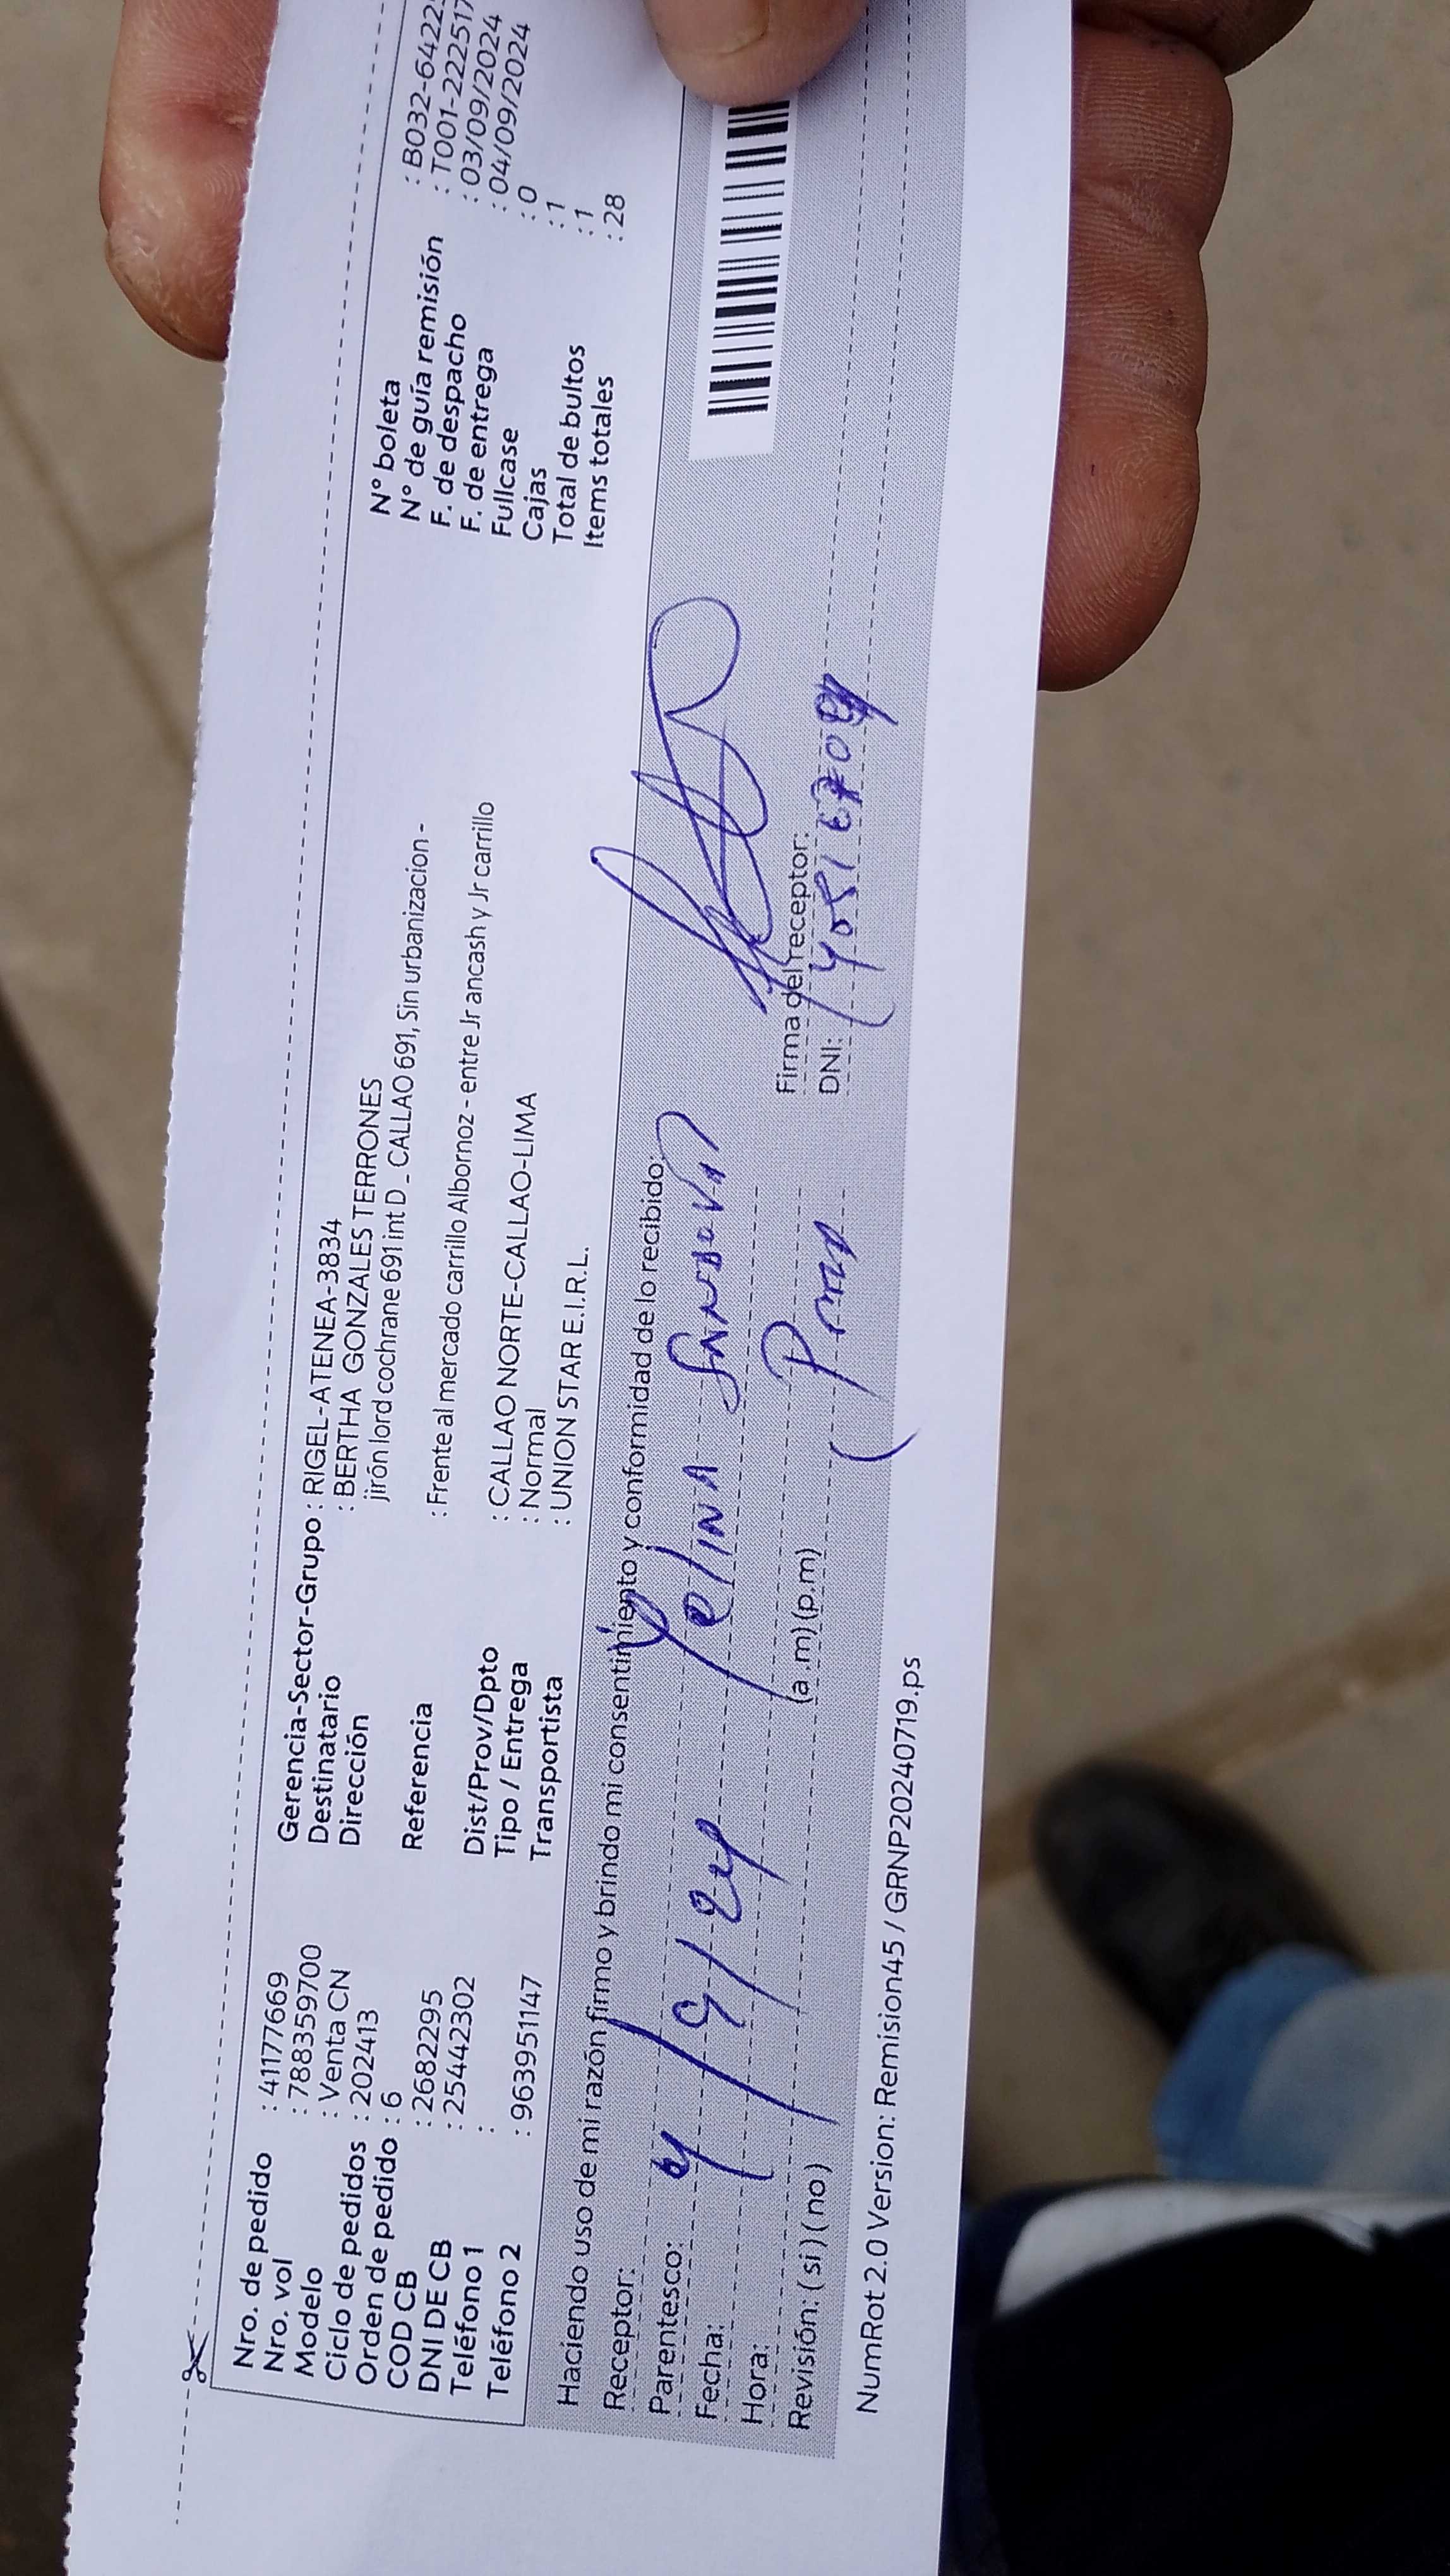 Nro. de pedido : 41177669
Nro. vol : 788359700
Modelo : Venta CN
Ciclo de pedidos : 202413
Orden de pedido : 6
COD CB : 2682295
DNI DE CB : 25442302
Teléfono 1 :
Teléfono 2 : 963951147
Gerencia-Sector-Grupo : RIGEL-ATENEA-3834
Destinatario : BERTHA GONZALES TERRONES
Dirección jirón lord cochrane 691 int D _ CALLAO 691, Sin urbanizacion -
Referencia : Frente al mercado carrillo Albornoz - entre Jr ancash y Jr carrillo
Dist/Prov/Dpto : CALLAO NORTE-CALLAO-LIMA
Tipo / Entrega : Normal
Transportista : UNION STAR E.I.R.L.
N° boleta : B032-6422
N° de guía remisión : T001-222517
F. de despacho : 03/09/2024
F. de entrega : 04/09/2024
Fullcase : 0
Cajas : 1
Total de bultos : 1
Items totales : 28
Haciendo uso de mi razón firmo y brindo mi consentimiento y conformidad de lo recibido:
Receptor:
Parentesco:
Fecha: 4/9/24
Hora: (a.m) (p.m)
Revisión: ( si ) ( no )
Firma del receptor:
DNI:
NumRot 2.0 Version: Remision45 / GRNP20240719.ps